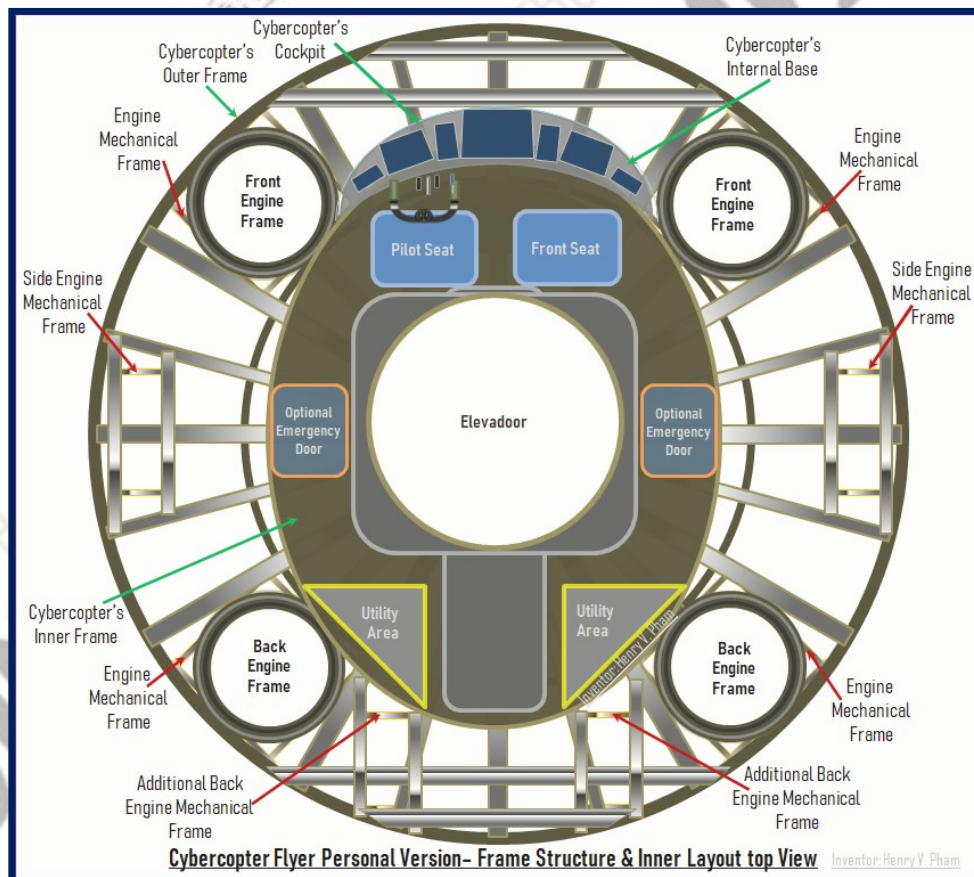 Cybercopter's
Cockpit
Cybercopter's
Outer Frame
Cybercopter's
Internal Base
Engine
Mechanical
Frame
Engine
Mechanical
Frame
Front
Engine
Frame
Front
Engine
Frame
Pilot Seat
Front Seat
Side Engine
Mechanical
Frame
Side Engine
Mechanical
Frame
Optional
Emergency
Door
Elevadoor
Optional
Emergency
Door
Cybercopter's
Inner Frame
Utility
Area
Utility
Area
Inventor: Henry V. Pham
Back
Engine
Frame
Back
Engine
Frame
Engine
Mechanical
Frame
Engine
Mechanical
Frame
Additional Back
Engine Mechanical
Frame
Additional Back
Engine Mechanical
Frame
Cybercopter Flyer Personal Version– Frame Structure & Inner Layout top View
Inventor: Henry V. Pham